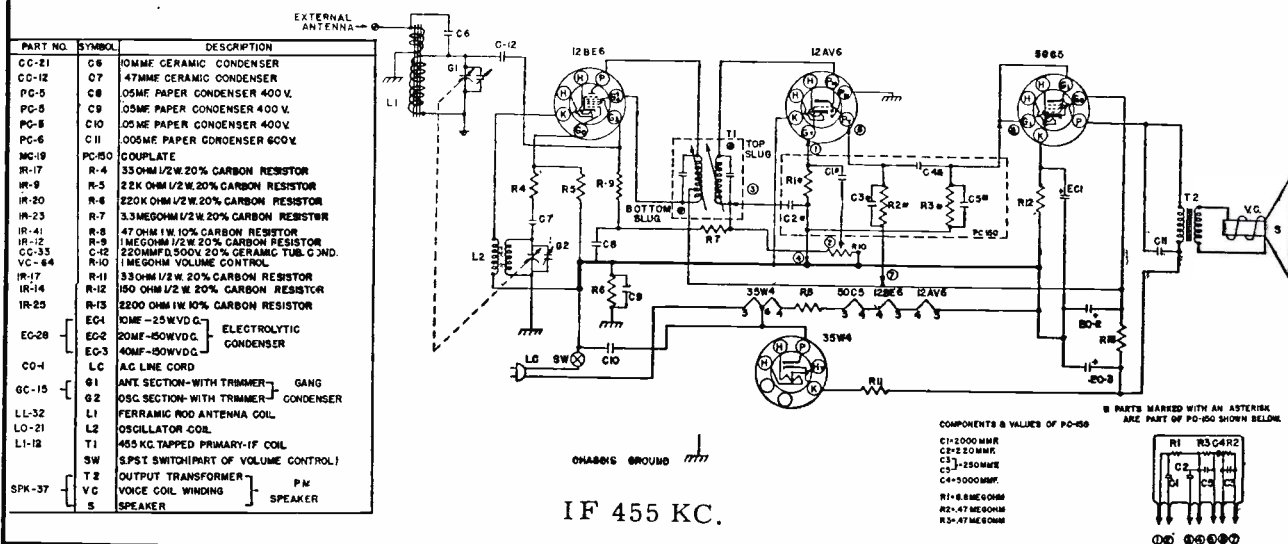 EXTERNAL
ANTENNA
PART NO. SYMBOL DESCRIPTION
CC-21 C6 10MMF CERAMIC CONDENSER
CC-12 C7 47MMF CERAMIC CONDENSER
PC-5 C8 .05MF PAPER CONDENSER 400 V.
PC-5 C9 .05MF PAPER CONDENSER 400V.
PC-5 C10 .05MF PAPER CONDENSER 400V.
PC-6 C11 .005MF PAPER CONDENSER 600V.
MC-19 PC-150 COUPLATE
IR-17 R-4 33 OHM 1/2 W. 20% CARBON RESISTOR
IR-9 R-5 22K OHM 1/2 W. 20% CARBON RESISTOR
IR-20 R-6 220K OHM 1/2 W. 20% CARBON RESISTOR
IR-23 R-7 3.3 MEGOHM 1/2 W. 20% CARBON RESISTOR
IR-41 R-8 47 OHM 1W. 10% CARBON RESISTOR
IR-12 R-9 1 MEGOHM 1/2 W. 20% CARBON RESISTOR
CC-33 C-12 220MMFD. 500V. 20% CERAMIC TUB. COND.
VC-64 R-10 1 MEGOHM VOLUME CONTROL
IR-17 R-11 33 OHM 1/2 W. 20% CARBON RESISTOR
IR-14 R-12 150 OHM 1/2 W. 20% CARBON RESISTOR
IR-25 R-13 2200 OHM 1W. 10% CARBON RESISTOR
EC-28 EC-1 10MF-25WVDC. ELECTROLYTIC
EC-2 20MF-150WVDC. CONDENSER
EC-3 40MF-150WVDC.
CO-1 LC A.C. LINE CORD
GC-15 G1 ANT. SECTION-WITH TRIMMER GANG
G2 OSC. SECTION-WITH TRIMMER CONDENSER
LL-32 L1 FERRAMIC ROD ANTENNA COIL
LO-21 L2 OSCILLATOR COIL
L1-12 T1 455 KC. TAPPED PRIMARY-IF COIL
SW S.P.S.T. SWITCH (PART OF VOLUME CONTROL)
SPK-37 T2 OUTPUT TRANSFORMER PM
VC VOICE COIL WINDING SPEAKER
S SPEAKER
C6 C-12 G1 L1
12BE6 12AV6 50C5
H H P K
T1 TOP SLUG
BOTTOM SLUG
R4 R5 R-9 C7 G2 L2 C8 R7 R6 C9
R1* C1* C2* C3* R2* C4* R3* C5* PC-150 R10
R12 EC1 C11 T2 V.C. S
35W4 R8 50C5 12BE6 12AV6
3 6 4 3 4 4 3 4 3
LC SW C10 35W4 R11
CHASSIS GROUND
IF 455 KC.
COMPONENTS & VALUES OF PC-150
C1=2000 MMF.
C2=220MMF.
C3
C5 =250MMF.
C4=5000MMF.
R1=6.8 MEGOHM
R2=.47 MEGOHM
R3=.47 MEGOHM
* PARTS MARKED WITH AN ASTERISK
ARE PART OF PC-150 SHOWN BELOW.
R1 R3 C4 R2
C2 C1 C5 C3